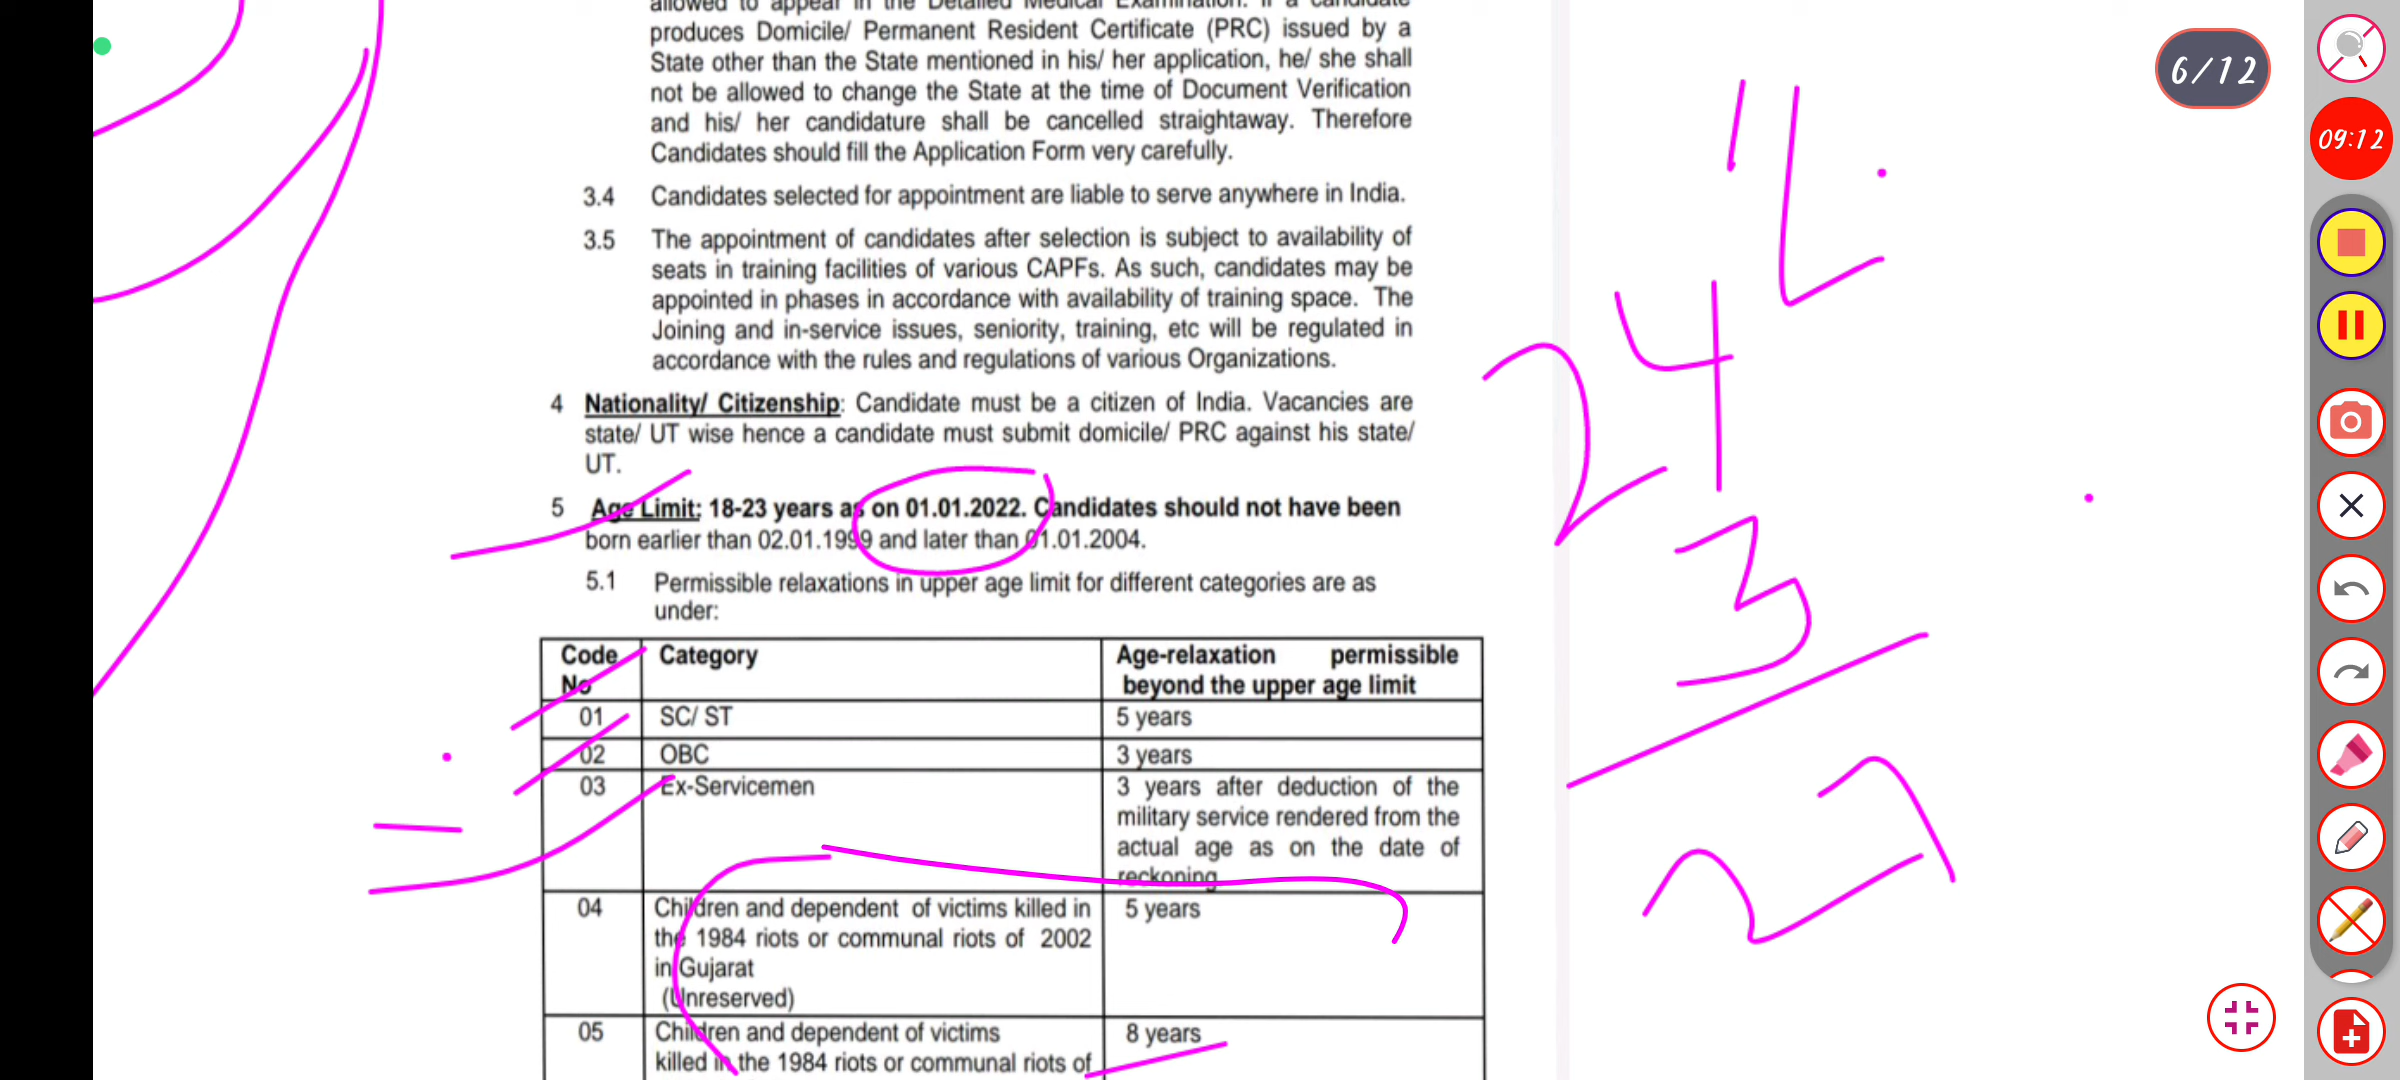 allowed to appear in the Detailed Medical Examination. If a candidate
produces Domicile/ Permanent Resident Certificate (PRC) issued by a
State other than the State mentioned in his/ her application, he/ she shall
not be allowed to change the State at the time of Document Verification
and his/ her candidature shall be cancelled straightaway. Therefore
Candidates should fill the Application Form very carefully.
3.4 Candidates selected for appointment are liable to serve anywhere in India.
3.5 The appointment of candidates after selection is subject to availability of
seats in training facilities of various CAPFs. As such, candidates may be
appointed in phases in accordance with availability of training space. The
Joining and in-service issues, seniority, training, etc will be regulated in
accordance with the rules and regulations of various Organizations.
4 Nationality/ Citizenship: Candidate must be a citizen of India. Vacancies are
state/ UT wise hence a candidate must submit domicile/ PRC against his state/
UT.
5 Age Limit: 18-23 years as on 01.01.2022. Candidates should not have been
born earlier than 02.01.1999 and later than 01.01.2004.
5.1 Permissible relaxations in upper age limit for different categories are as
under:
Code No Category Age-relaxation permissible beyond the upper age limit
01 SC/ ST 5 years
02 OBC 3 years
03 Ex-Servicemen 3 years after deduction of the
military service rendered from the
actual age as on the date of
reckoning
04 Children and dependent of victims killed in 5 years
the 1984 riots or communal riots of 2002
in Gujarat
(Unreserved)
05 Children and dependent of victims 8 years
killed in the 1984 riots or communal riots of
24
3
27
6/12
09:12